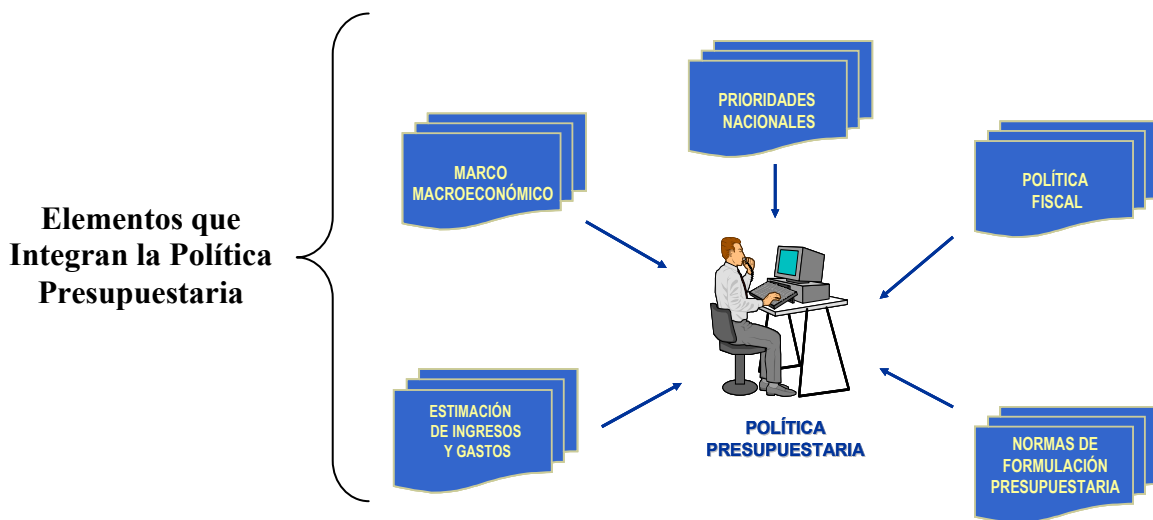 Elementos que
Integran la Política
Presupuestaria
PRIORIDADES
NACIONALES
MARCO
MACROECONÓMICO
POLÍTICA
FISCAL
ESTIMACIÓN
DE INGRESOS
Y GASTOS
POLÍTICA
PRESUPUESTARIA
NORMAS DE
FORMULACIÓN
PRESUPUESTARIA